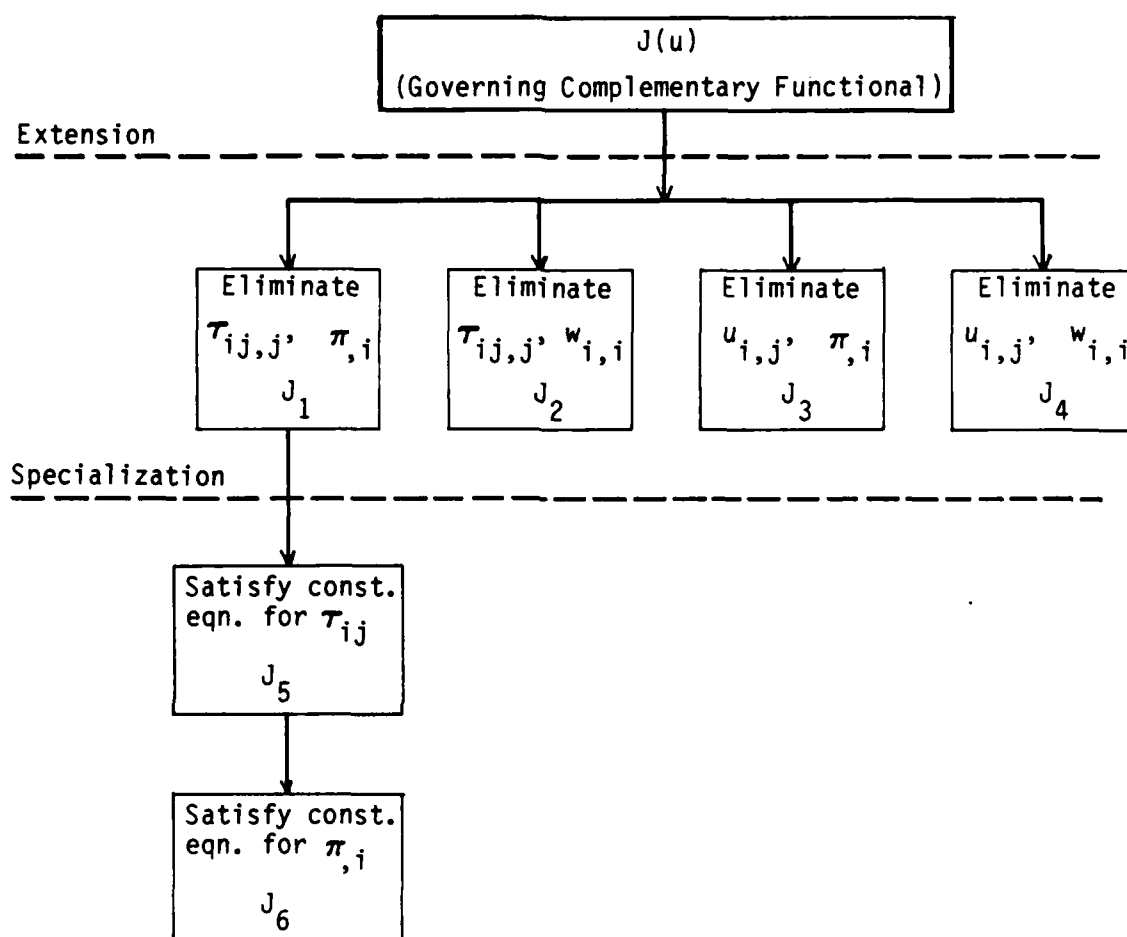 J(u)
(Governing Complementary Functional)
Extension
Eliminate
τij,j, π,i
J1
Eliminate
τij,j, wi,i
J2
Eliminate
ui,j, π,i
J3
Eliminate
ui,j, wi,i
J4
Specialization
Satisfy const.
eqn. for τij
J5
Satisfy const.
eqn. for π,i
J6